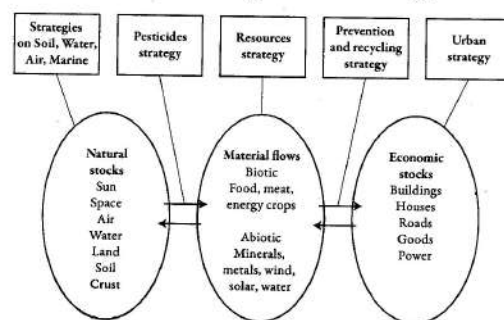 Strategies
on Soil, Water,
Air, Marine
Pesticides
strategy
Resources
strategy
Prevention
and recycling
strategy
Urban
strategy
Natural
stocks
Sun
Space
Air
Water
Land
Soil
Crust
Material flows
Biotic
Food, meat,
energy crops
Abiotic
Minerals,
metals, wind,
solar, water
Economic
stocks
Buildings
Houses
Roads
Goods
Power